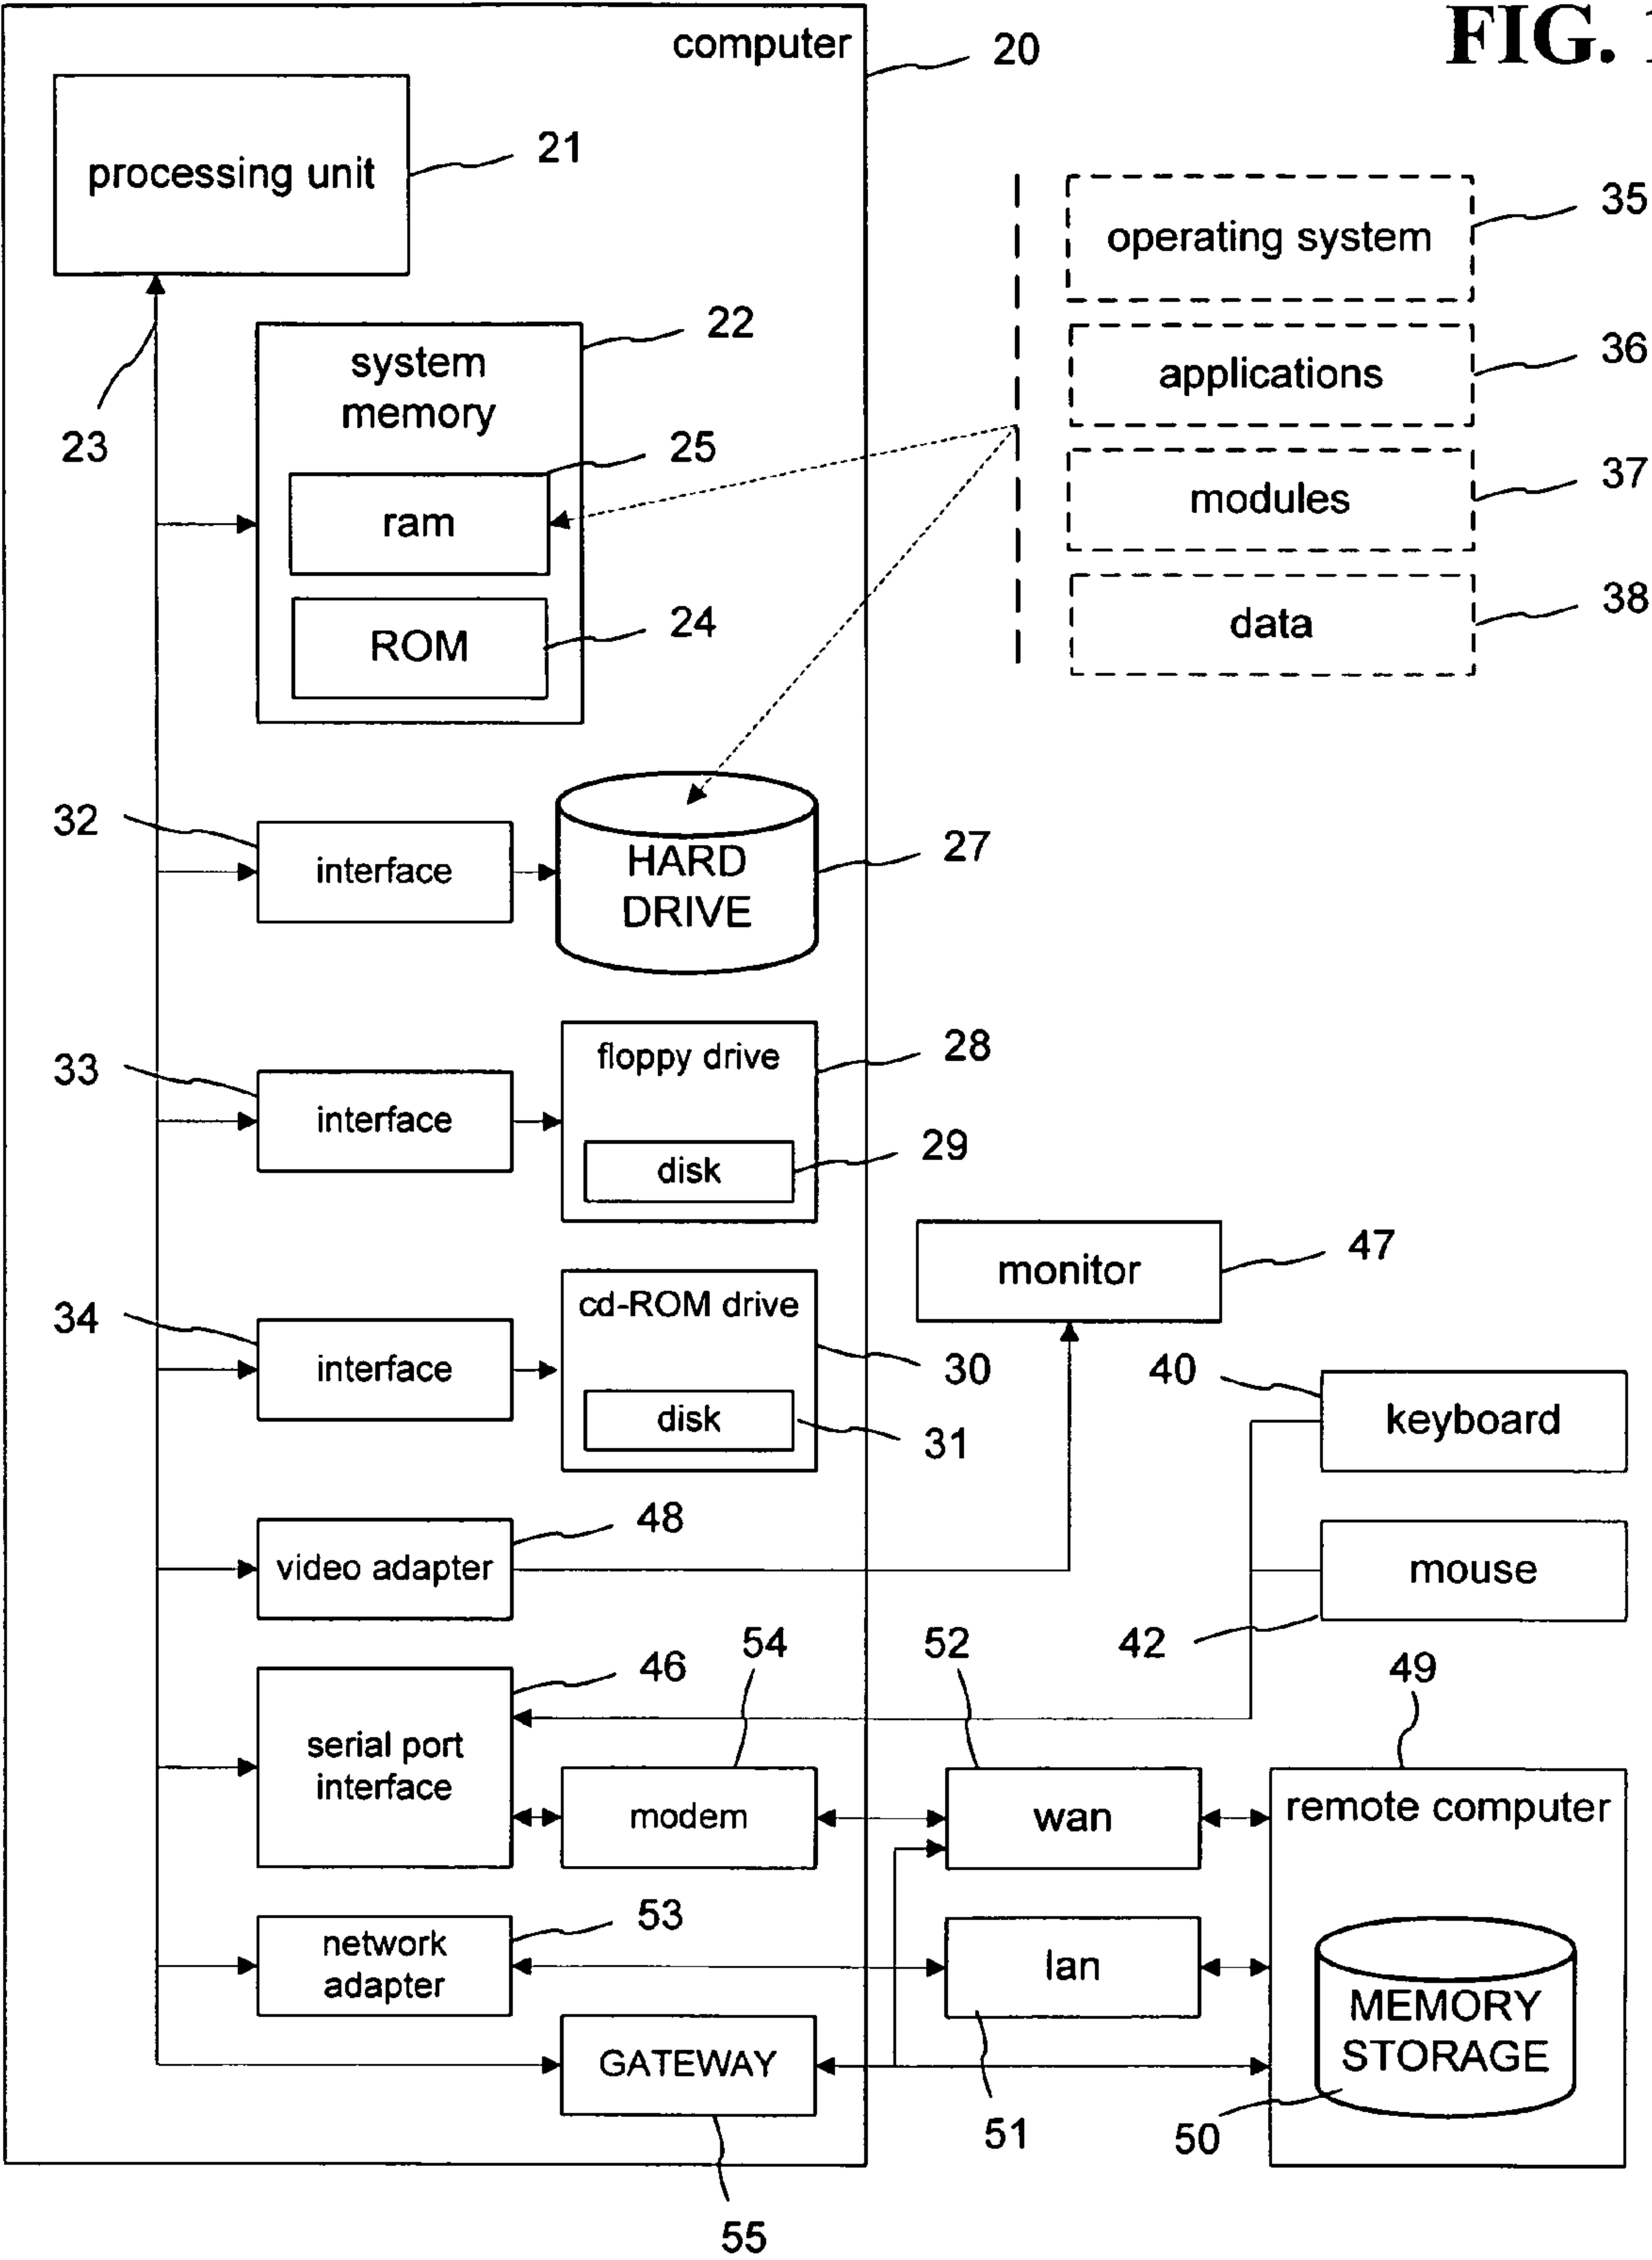 FIG. 1
computer
20
processing unit
21
35
operating system
22
system
memory
36
applications
23
25
ram
37
modules
24
ROM
38
data
32
interface
HARD
DRIVE
27
33
interface
floppy drive
28
disk
29
monitor
47
34
interface
cd-ROM drive
30
disk
31
40
keyboard
48
video adapter
mouse
42
46
54
52
49
serial port
interface
modem
wan
remote computer
53
network
adapter
lan
MEMORY
STORAGE
GATEWAY
51
50
55